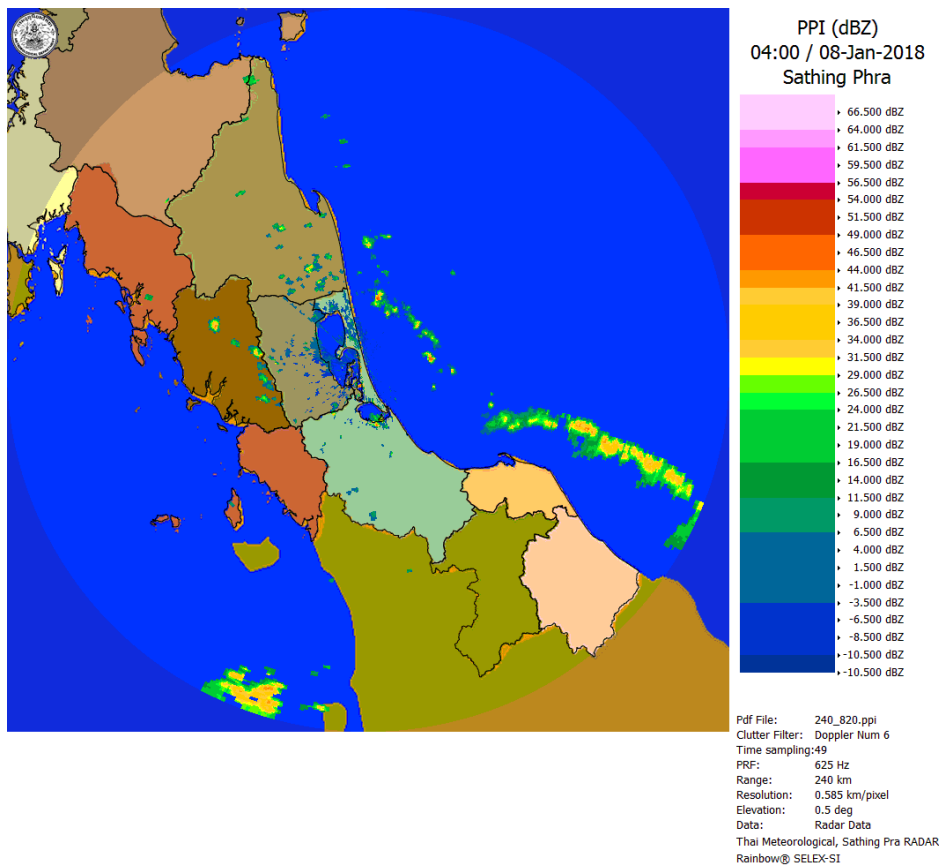 PPI (dBZ)
04:00 / 08-Jan-2018
Sathing Phra
66.500 dBZ
64.000 dBZ
61.500 dBZ
59.500 dBZ
56.500 dBZ
54.000 dBZ
51.500 dBZ
49.000 dBZ
46.500 dBZ
44.000 dBZ
41.500 dBZ
39.000 dBZ
36.500 dBZ
34.000 dBZ
31.500 dBZ
29.000 dBZ
26.500 dBZ
24.000 dBZ
21.500 dBZ
19.000 dBZ
16.500 dBZ
14.000 dBZ
11.500 dBZ
9.000 dBZ
6.500 dBZ
4.000 dBZ
1.500 dBZ
-1.000 dBZ
-3.500 dBZ
-6.500 dBZ
-8.500 dBZ
-10.500 dBZ
-10.500 dBZ
Pdf File: 240_820.ppi
Clutter Filter: Doppler Num 6
Time sampling:49
PRF: 625 Hz
Range: 240 km
Resolution: 0.585 km/pixel
Elevation: 0.5 deg
Data: Radar Data
Thai Meteorological, Sathing Pra RADAR
Rainbow® SELEX-SI